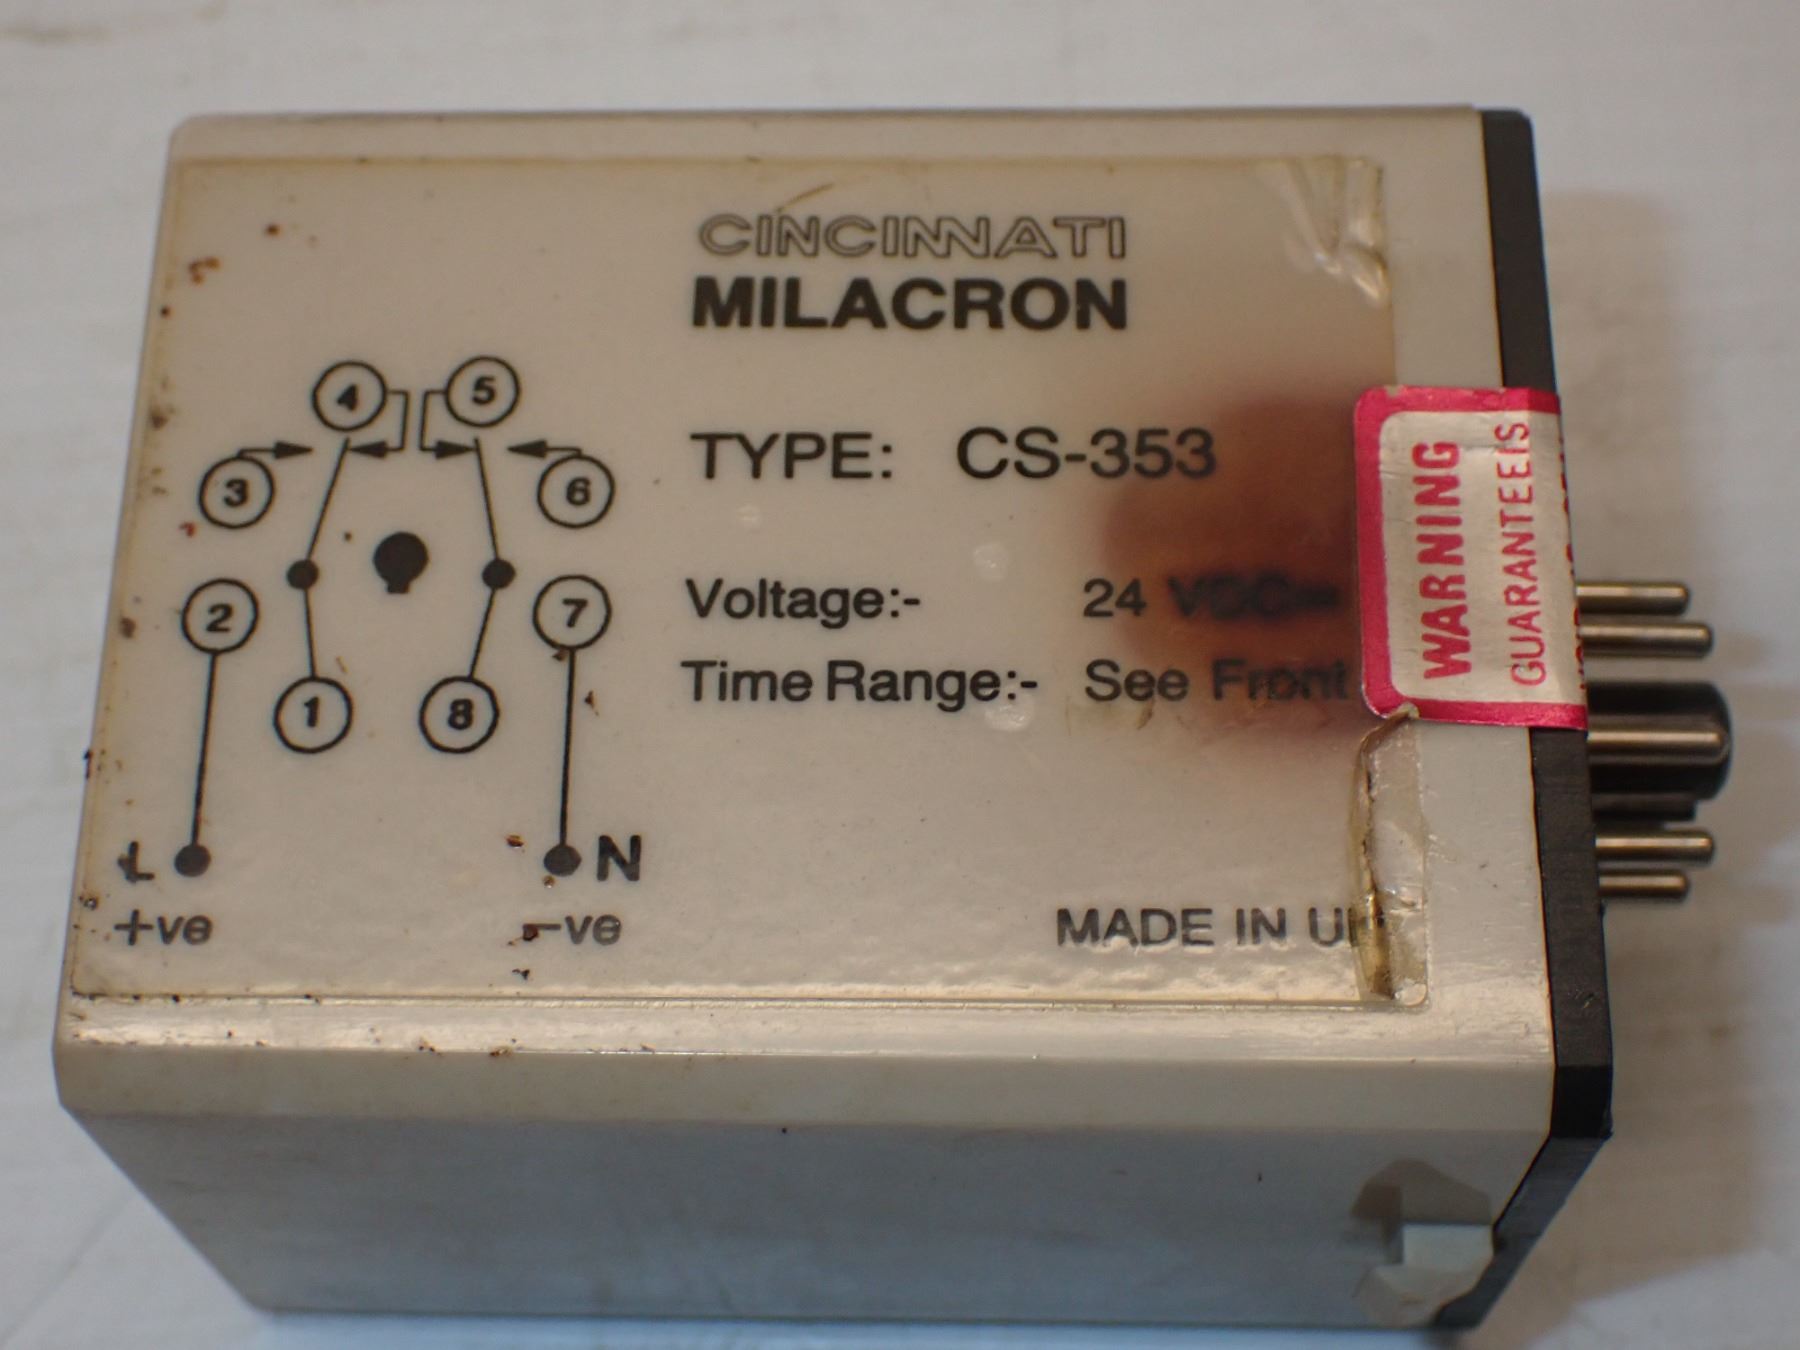 CINCINNATI
MILACRON
TYPE: CS-353
Voltage:- 24 VDC=
Time Range:- See Front
MADE IN
4
5
3
6
2
7
1
8
L
N
+ve
-ve
WARNING
GUARANTEE IS